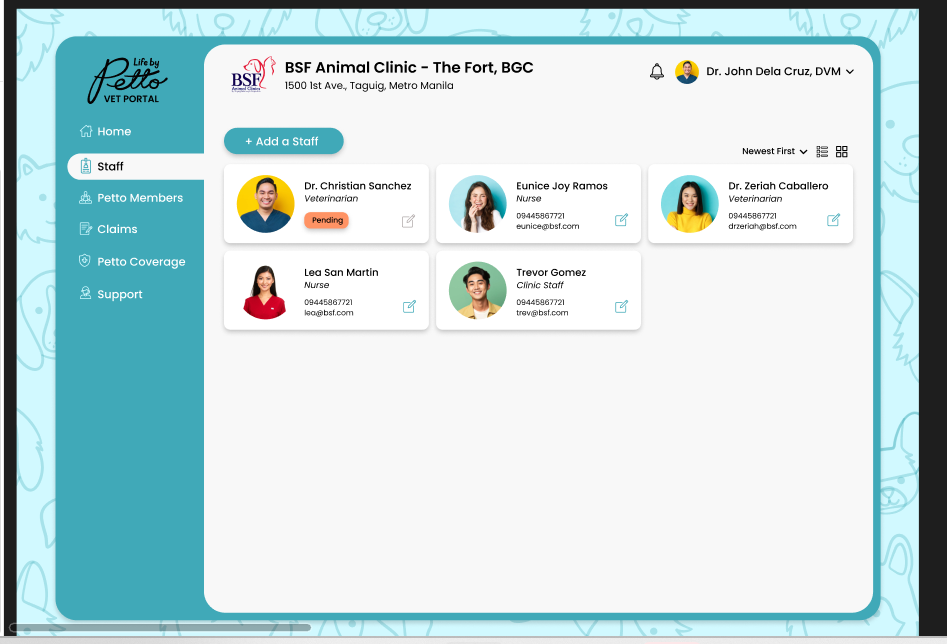 Life by
Petto
VET PORTAL
Home
Staff
Petto Members
Claims
Petto Coverage
Support
BSF
Animal Clinic
BSF Animal Clinic - The Fort, BGC
1500 1st Ave., Taguig, Metro Manila
Dr. John Dela Cruz, DVM
+ Add a Staff
Newest First
Dr. Christian Sanchez
Veterinarian
Pending
Eunice Joy Ramos
Nurse
09445867721
eunice@bsf.com
Dr. Zeriah Caballero
Veterinarian
09445867721
drzeriah@bsf.com
Lea San Martin
Nurse
09445867721
lea@bsf.com
Trevor Gomez
Clinic Staff
09445867721
trev@bsf.com